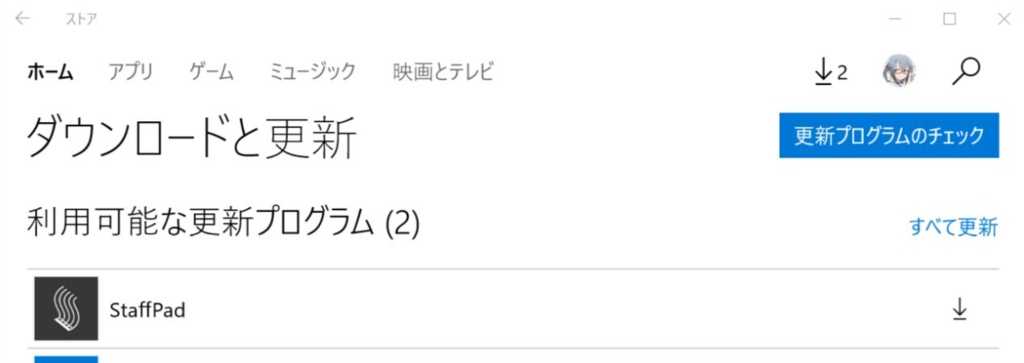 ストア
ホーム アプリ ゲーム ミュージック 映画とテレビ 2
ダウンロードと更新
更新プログラムのチェック
利用可能な更新プログラム (2)
すべて更新
StaffPad